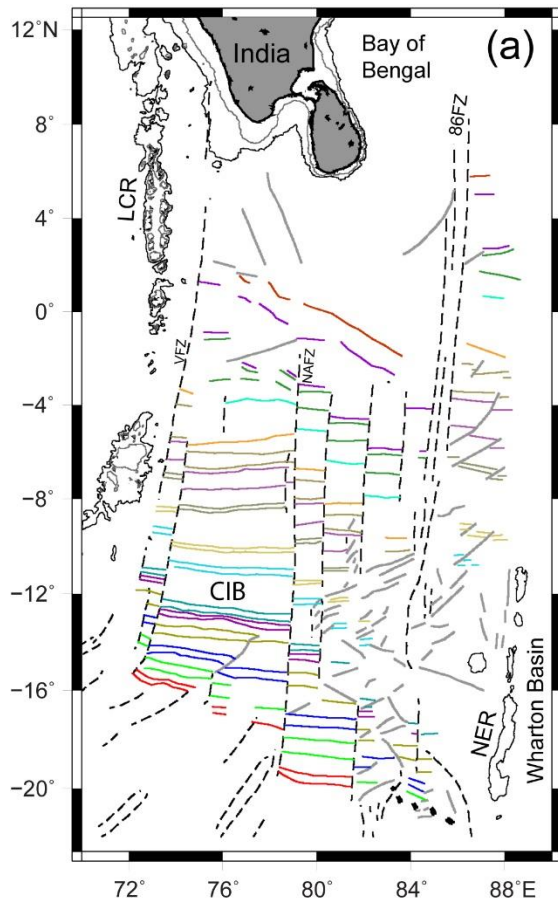 (a)
India
Bay of
Bengal
86FZ
LCR
VFZ
NAFZ
CIB
NER
Wharton Basin
12°N
8°
4°
0°
−4°
−8°
−12°
−16°
−20°
72°
76°
80°
84°
88°E